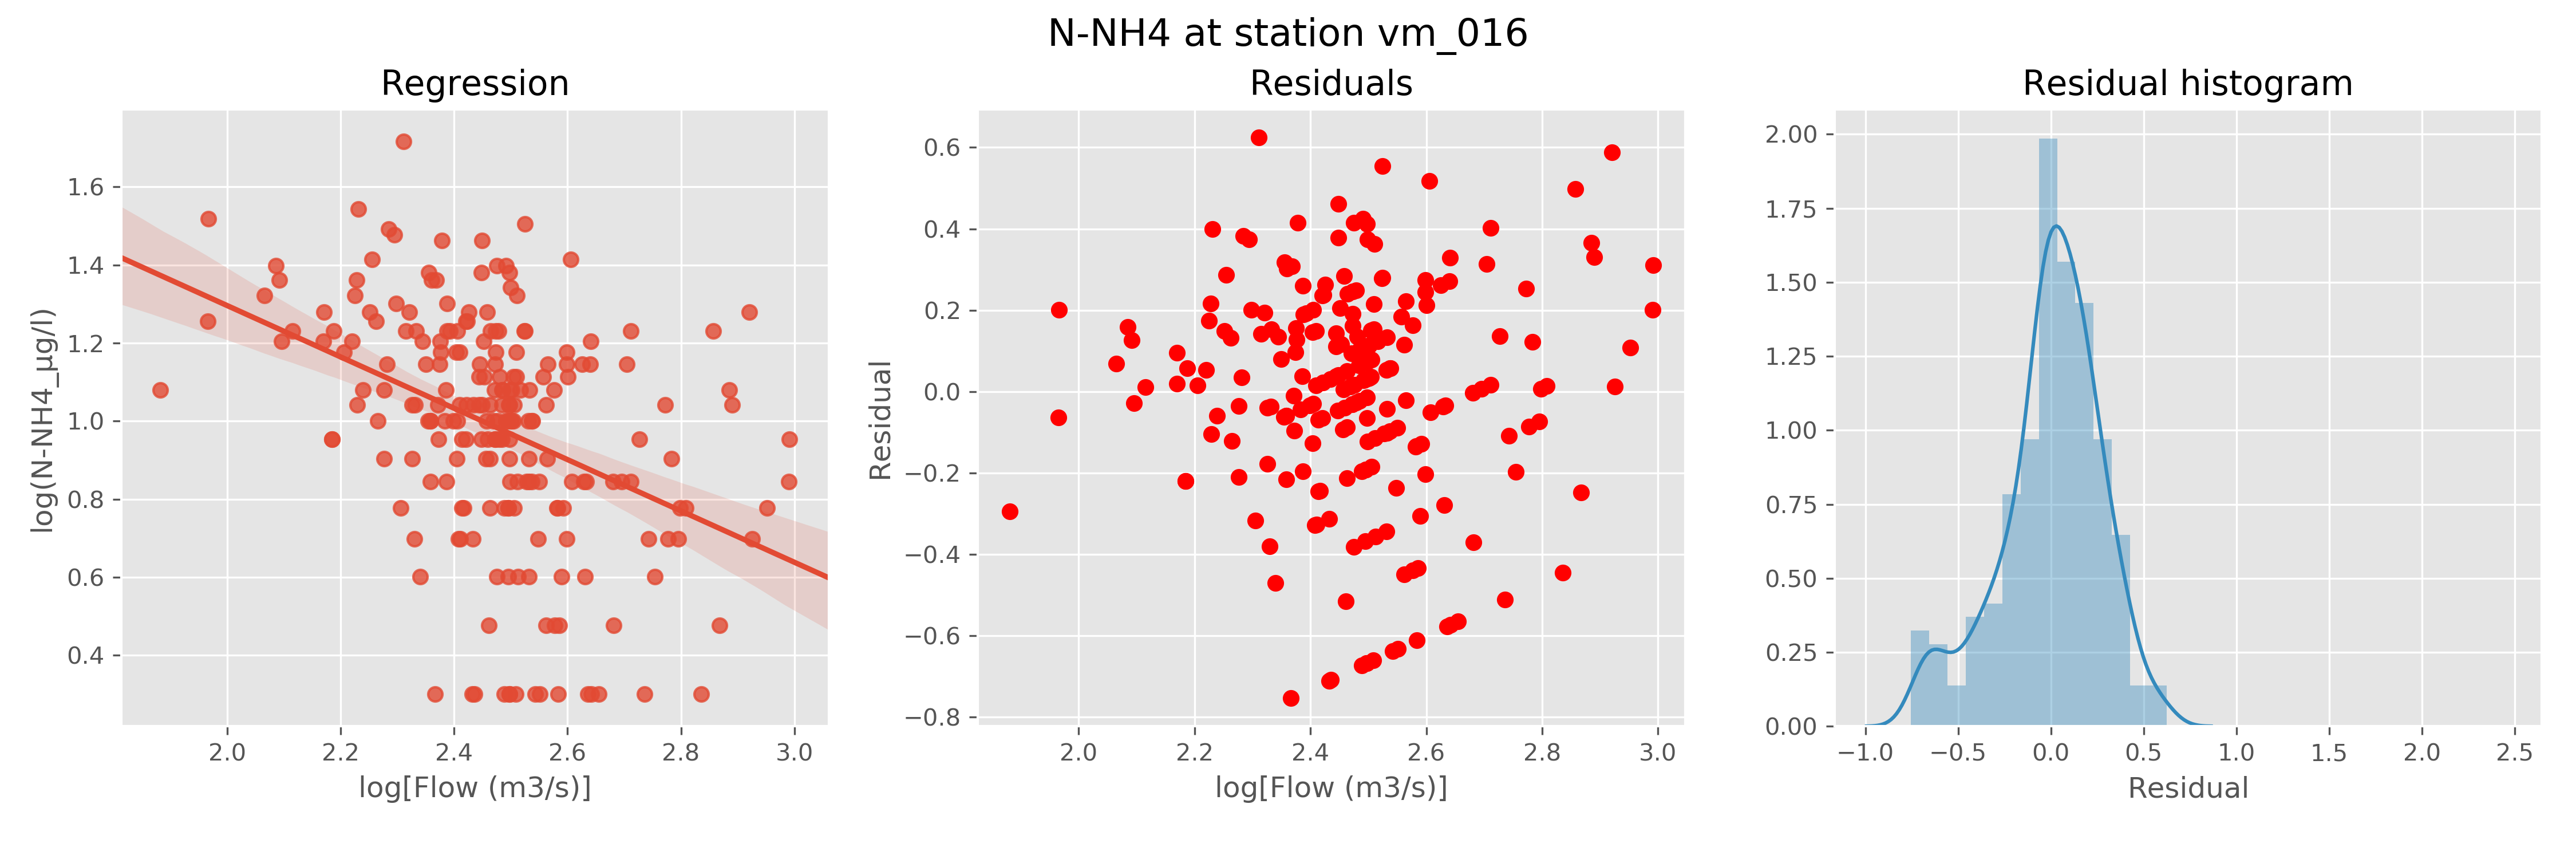 N-NH4 at station vm_016
Regression
1.6
1.4
1.2
1.0
0.8
0.6
0.4
log(N-NH4_µg/l)
2.0 2.2 2.4 2.6 2.8 3.0
log[Flow (m3/s)]
Residuals
0.6
0.4
0.2
0.0
−0.2
−0.4
−0.6
−0.8
Residual
2.0 2.2 2.4 2.6 2.8 3.0
log[Flow (m3/s)]
Residual histogram
2.00
1.75
1.50
1.25
1.00
0.75
0.50
0.25
0.00
−1.0 −0.5 0.0 0.5 1.0 1.5 2.0 2.5
Residual